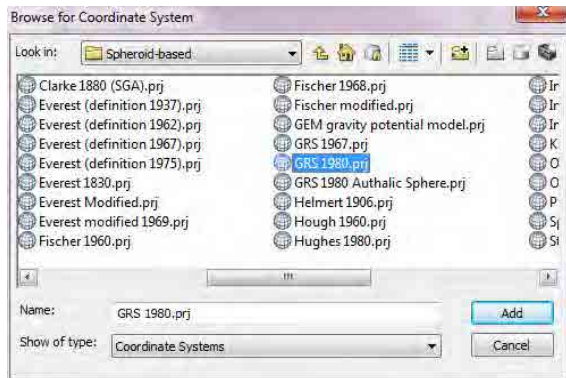 Browse for Coordinate System
Look in: Spheroid-based
Clarke 1880 (SGA).prj
Everest (definition 1937).prj
Everest (definition 1962).prj
Everest (definition 1967).prj
Everest (definition 1975).prj
Everest 1830.prj
Everest Modified.prj
Everest modified 1969.prj
Fischer 1960.prj
Fischer 1968.prj
Fischer modified.prj
GEM gravity potential model.prj
GRS 1967.prj
GRS 1980.prj
GRS 1980 Authalic Sphere.prj
Helmert 1906.prj
Hough 1960.prj
Hughes 1980.prj
Name: GRS 1980.prj
Add
Show of type: Coordinate Systems
Cancel